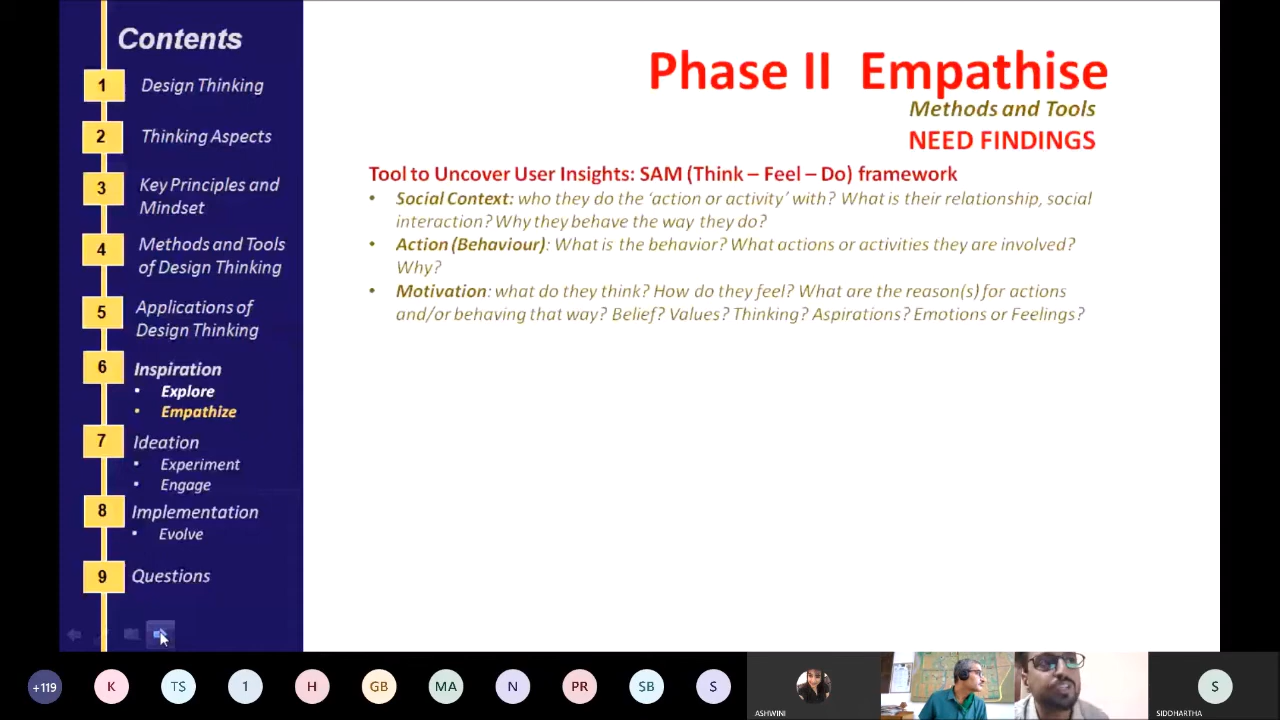 Contents
1
Design Thinking
2
Thinking Aspects
3
Key Principles and
Mindset
4
Methods and Tools
of Design Thinking
5
Applications of
Design Thinking
6
Inspiration
• Explore
• Empathize
7
Ideation
• Experiment
• Engage
8
Implementation
• Evolve
9
Questions
Phase II Empathise
Methods and Tools
NEED FINDINGS
Tool to Uncover User Insights: SAM (Think – Feel – Do) framework
• Social Context: who they do the ‘action or activity’ with? What is their relationship, social
interaction? Why they behave the way they do?
• Action (Behaviour): What is the behavior? What actions or activities they are involved?
Why?
• Motivation: what do they think? How do they feel? What are the reason(s) for actions
and/or behaving that way? Belief? Values? Thinking? Aspirations? Emotions or Feelings?
+119
K
TS
1
H
GB
MA
N
PR
SB
S
ASHWINI
S
SIDDHARTHA